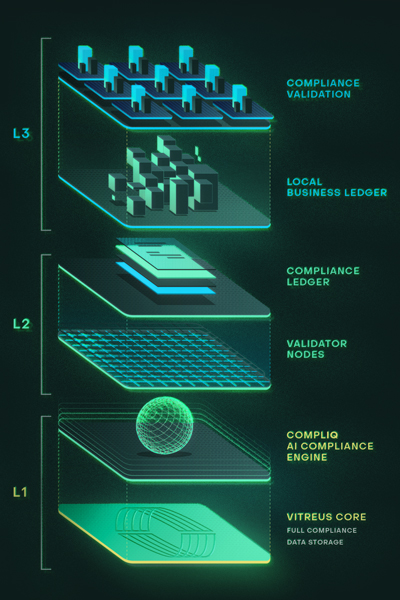 COMPLIANCE
VALIDATION
L3
LOCAL
BUSINESS LEDGER
COMPLIANCE
LEDGER
L2
VALIDATOR
NODES
COMPLIQ
AI COMPLIANCE
ENGINE
L1
VITREUS CORE
FULL COMPLIANCE
DATA STORAGE